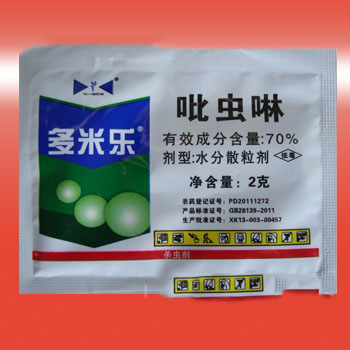 多米乐®
吡虫啉
有效成分含量:70%
剂型:水分散粒剂
低毒
净含量: 2克
农药登记证号: PD20111272
产品标准证号: GB28139-2011
生产批准证号: XK13-003-00457
杀虫剂